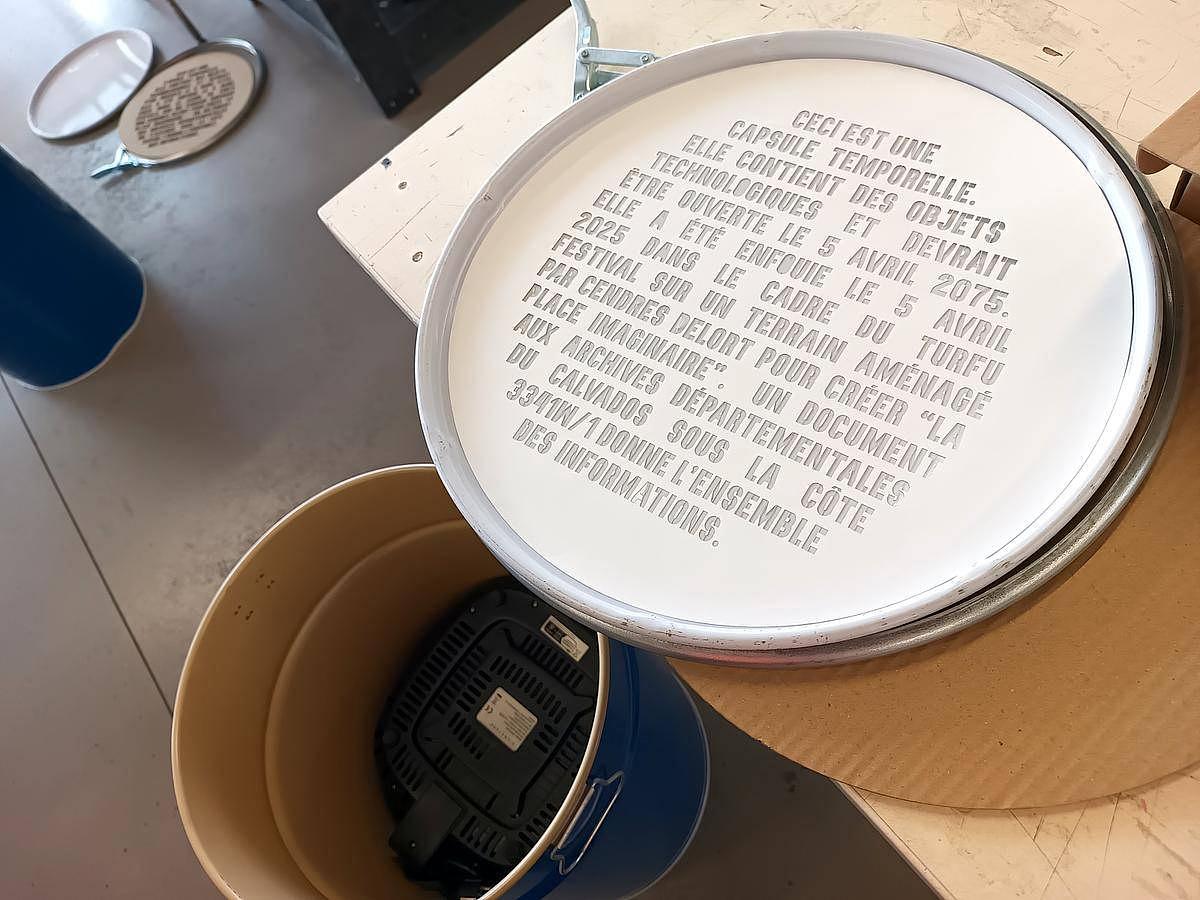 CECI EST UNE
CAPSULE TEMPORELLE.
ELLE CONTIENT DES OBJETS
TECHNOLOGIQUES ET DEVRAIT
ÊTRE OUVERTE LE 5 AVRIL 2075.
ELLE A ÉTÉ ENFOUIE LE 5 AVRIL
2025 DANS LE CADRE DU TURFU
FESTIVAL SUR UN TERRAIN AMÉNAGÉ
PAR CENDRES DELORT POUR CRÉER “LA
PLACE IMAGINAIRE”. UN DOCUMENT
AUX ARCHIVES DÉPARTEMENTALES
DU CALVADOS SOUS LA CÔTE
3341W/1 DONNE L’ENSEMBLE
DES INFORMATIONS.